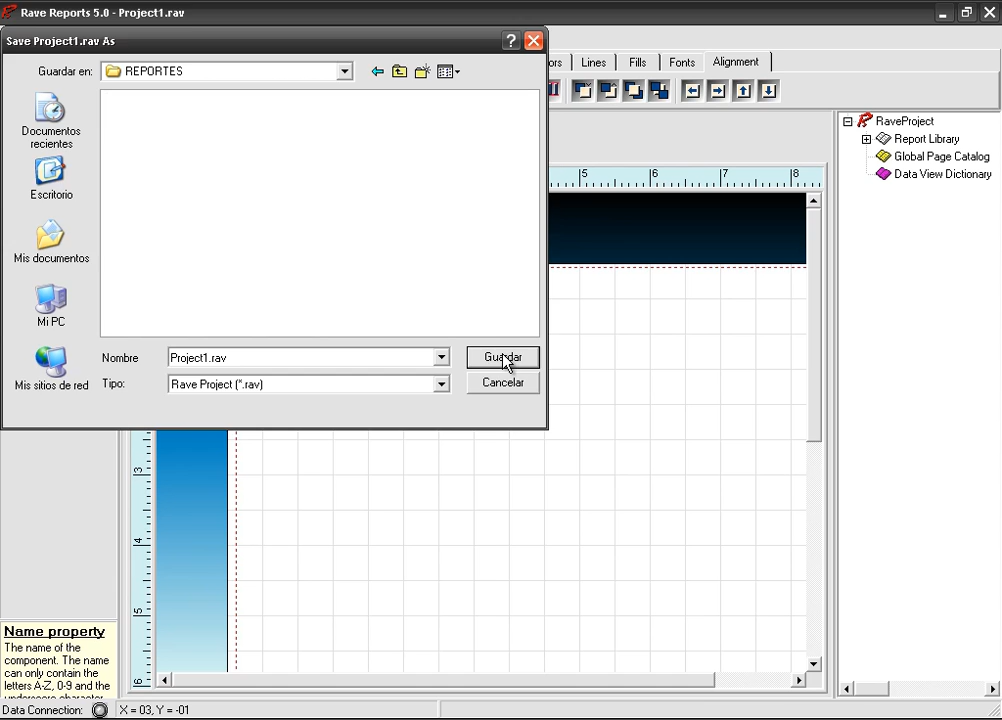 Rave Reports 5.0 - Project1.rav
Save Project1.rav As
Guardar en: REPORTES
Lines Fills Fonts Alignment
Documentos
recientes
Escritorio
Mis documentos
Mi PC
Mis sitios de red
Nombre Project1.rav Guardar
Tipo: Rave Project (*.rav) Cancelar
RaveProject
Report Library
Global Page Catalog
Data View Dictionary
5 6 7 8
3
4
5
6
Name property
The name of the
component. The name
can only contain the
letters A-Z, 0-9 and the
Data Connection: X = 03, Y = -01